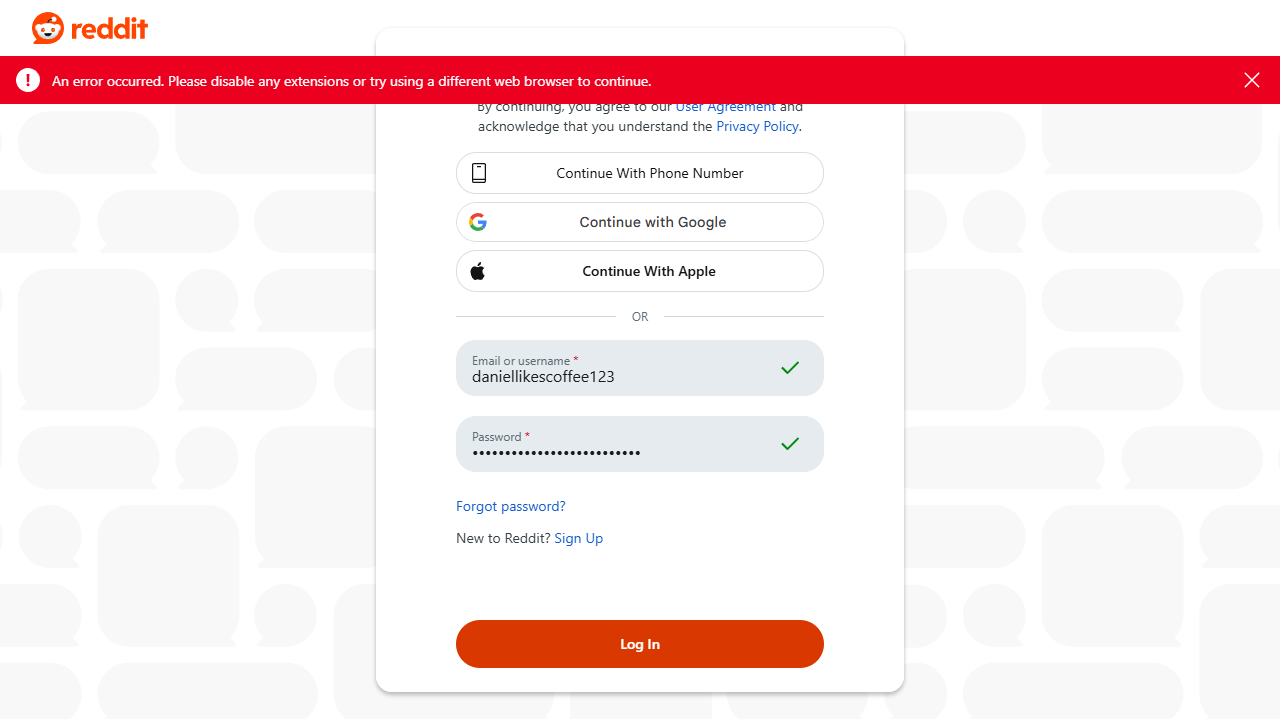 reddit
An error occurred. Please disable any extensions or try using a different web browser to continue.
By continuing, you agree to our User Agreement and
acknowledge that you understand the Privacy Policy.
Continue With Phone Number
Continue with Google
Continue With Apple
OR
Email or username *
daniellikescoffee123
Password *
••••••••••••••••••••••••••
Forgot password?
New to Reddit? Sign Up
Log In